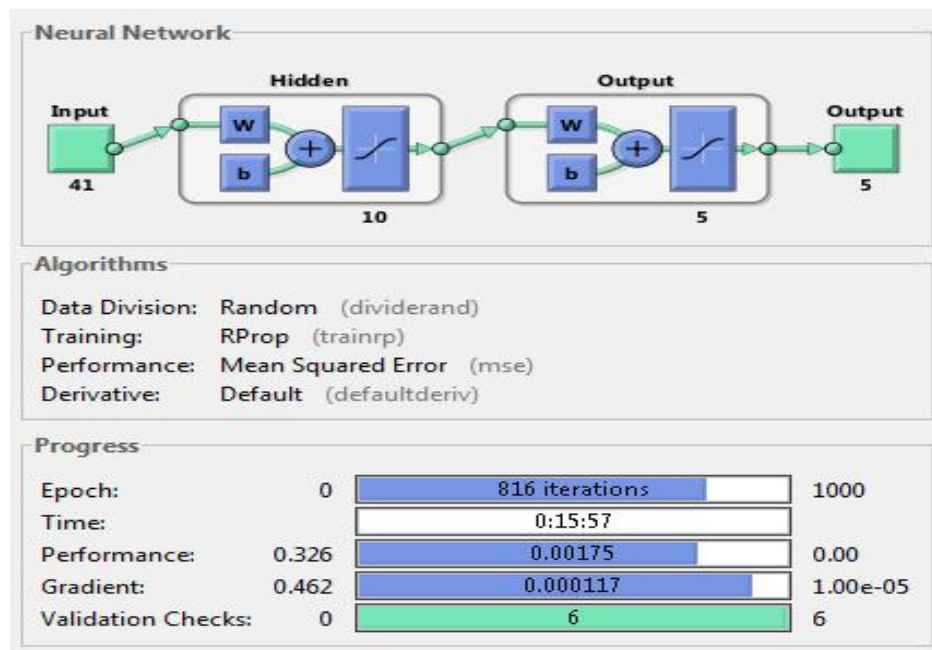 Neural Network
Hidden
Output
Input
Output
W
b
+
W
b
+
41
10
5
5
Algorithms
Data Division: Random (dividerand)
Training: RProp (trainrp)
Performance: Mean Squared Error (mse)
Derivative: Default (defaultderiv)
Progress
Epoch: 0 816 iterations 1000
Time: 0:15:57
Performance: 0.326 0.00175 0.00
Gradient: 0.462 0.000117 1.00e-05
Validation Checks: 0 6 6